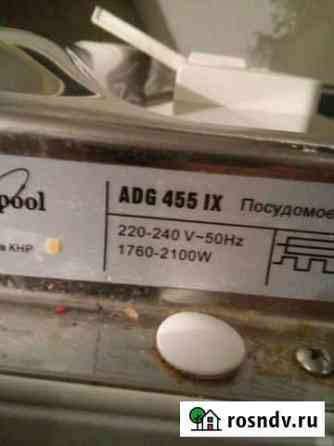 pool
ADG 455 IX Посудомое
220-240 V~50Hz
1760-2100W
в КНР
rosndv.ru